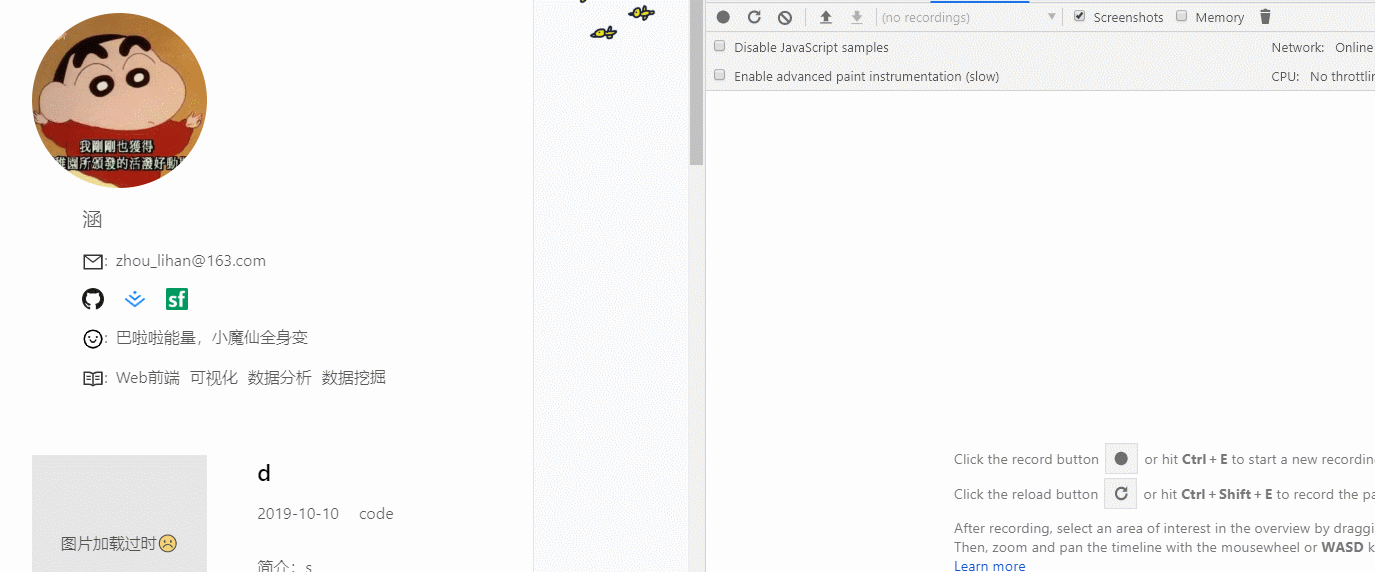 我剛剛也獲得
稚園所頒發的活潑好動
涵
: zhou_lihan@163.com
sf
: 巴啦啦能量，小魔仙全身变
: Web前端 可视化 数据分析 数据挖掘
d
2019-10-10 code
图片加载过时
简介：s
(no recordings)
Screenshots
Memory
Disable JavaScript samples
Network: Online
Enable advanced paint instrumentation (slow)
CPU: No throttlin
Click the record button or hit Ctrl + E to start a new recordin
Click the reload button or hit Ctrl + Shift + E to record the pa
After recording, select an area of interest in the overview by draggi
Then, zoom and pan the timeline with the mousewheel or WASD k
Learn more